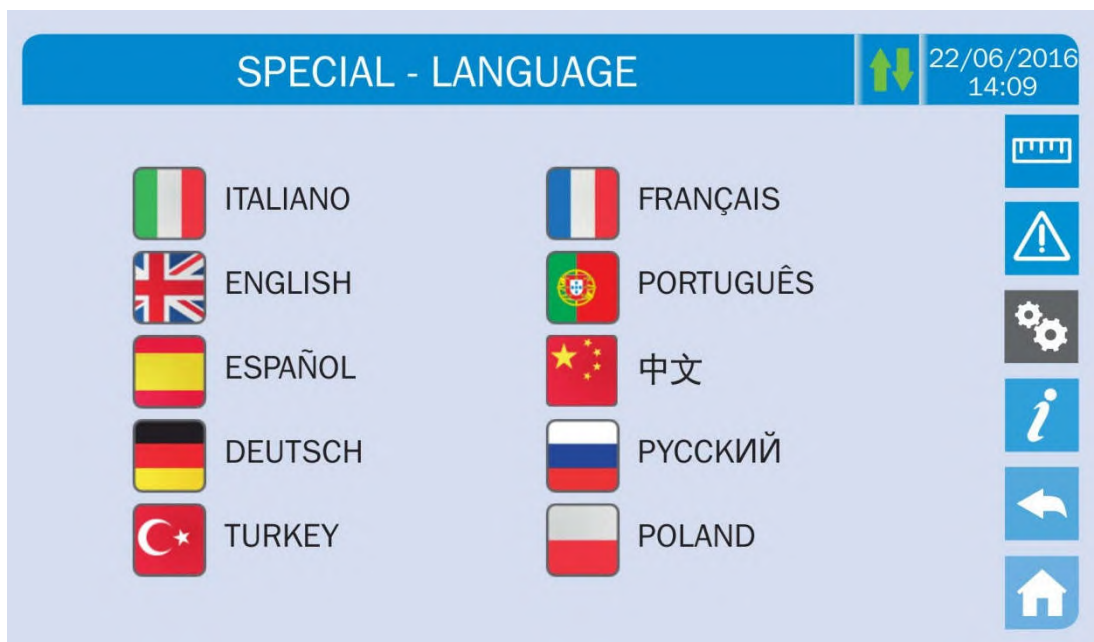 SPECIAL - LANGUAGE
22/06/2016
14:09
ITALIANO
ENGLISH
ESPAÑOL
DEUTSCH
TURKEY
FRANÇAIS
PORTUGUÊS
中文
РУССКИЙ
POLAND
i